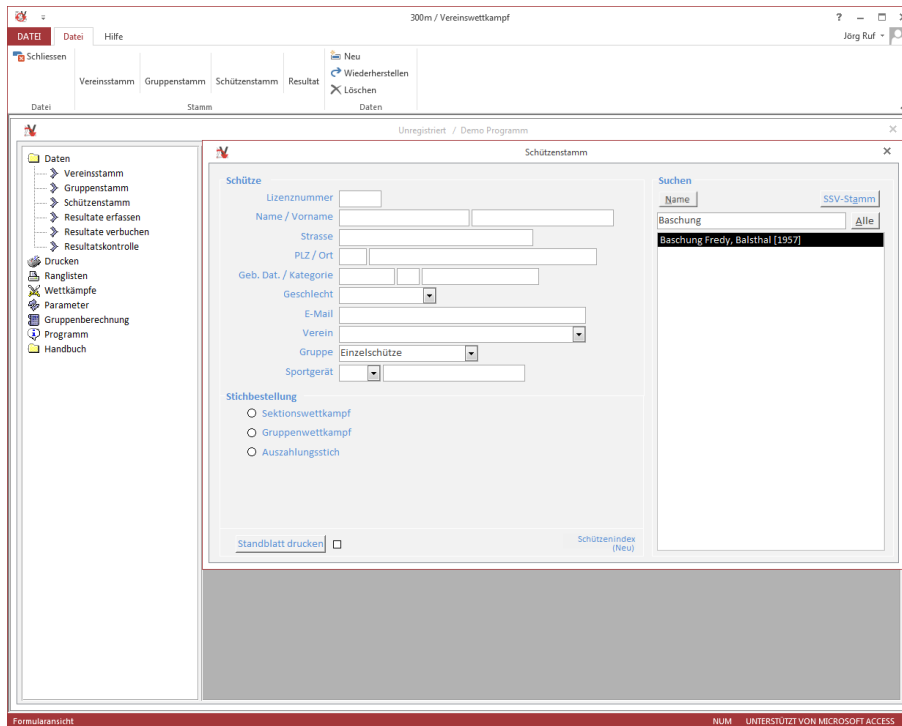 300m / Vereinswettkampf
?
DATEI Datei Hilfe Jörg Ruf
Schliessen
Vereinsstamm Gruppenstamm Schützenstamm Resultat
Neu
Wiederherstellen
Löschen
Datei Stamm Daten
Unregistriert / Demo Programm
Daten
Vereinsstamm
Gruppenstamm
Schützenstamm
Resultate erfassen
Resultate verbuchen
Resultatskontrolle
Drucken
Ranglisten
Wettkämpfe
Parameter
Gruppenberechnung
Programm
Handbuch
Schützenstamm
Schütze
Lizenznummer
Name / Vorname
Strasse
PLZ / Ort
Geb. Dat. / Kategorie
Geschlecht
E-Mail
Verein
Gruppe Einzelschütze
Sportgerät
Stichbestellung
Sektionswettkampf
Gruppenwettkampf
Auszahlungsstich
Standblatt drucken
Schützenindex
(Neu)
Suchen
Name SSV-Stamm
Baschung Alle
Baschung Fredy, Balsthal [1957]
Formularansicht NUM UNTERSTÜTZT VON MICROSOFT ACCESS